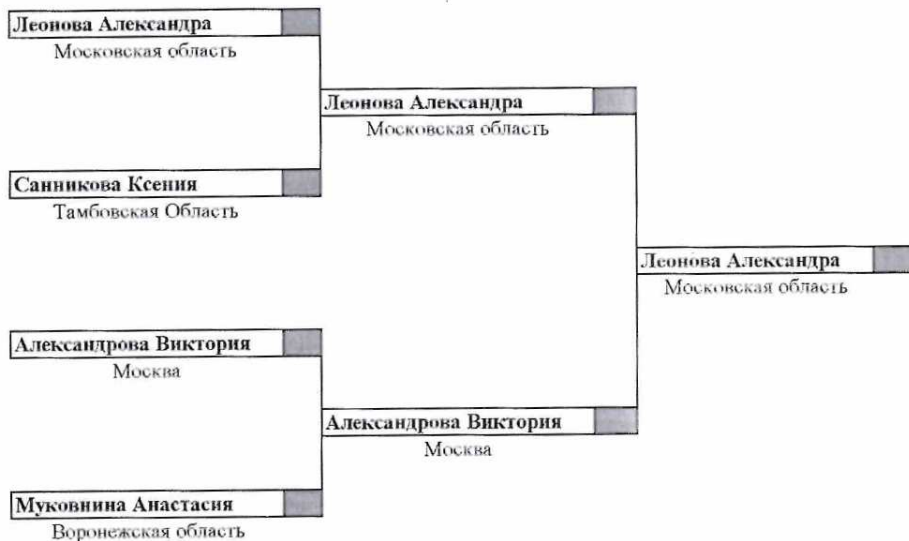 Леонова Александра
Московская область
Санникова Ксения
Тамбовская Область
Александрова Виктория
Москва
Муковнина Анастасия
Воронежская область
Леонова Александра
Московская область
Александрова Виктория
Москва
Леонова Александра
Московская область